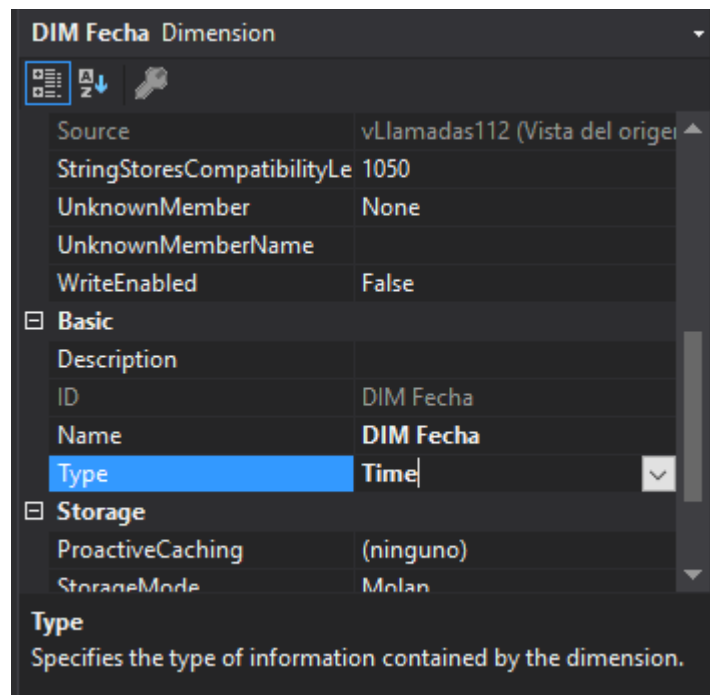 DIM Fecha Dimension
Source vLlamadas112 (Vista del origen
StringStoresCompatibilityLe 1050
UnknownMember None
UnknownMemberName
WriteEnabled False
Basic
Description
ID DIM Fecha
Name DIM Fecha
Type Time
Storage
ProactiveCaching (ninguno)
StorageMode Molap
Type
Specifies the type of information contained by the dimension.